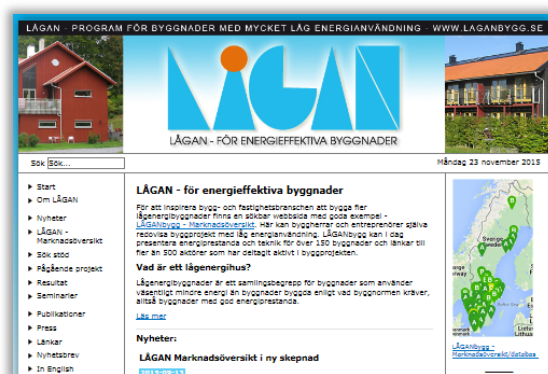 LÅGAN - PROGRAM FÖR BYGGNADER MED MYCKET LÅG ENERGIANVÄNDNING - WWW.LAGANBYGG.SE
LÅGAN
LÅGAN - FÖR ENERGIEFFEKTIVA BYGGNADER
Sök Sök...
Måndag 23 november 2015
Start
Om LÅGAN
Nyheter
LÅGAN -
Marknadsöversikt
Sök stöd
Pågående projekt
Resultat
Seminarier
Publikationer
Press
Länkar
Nyhetsbrev
In English
LÅGAN - för energieffektiva byggnader
För att inspirera bygg- och fastighetsbranschen att bygga fler
lågenergibyggnader finns en sökbar webbsida med goda exempel -
LÅGANbygg - Marknadsöversikt. Här kan byggherrar och entreprenörer själva
redovisa byggprojekt med låg energianvändning. LÅGANbygg kan i dag
presentera energiprestanda och teknik för över 150 byggnader och länkar till
fler än 500 aktörer som har deltagit aktivt i byggprojekten.
Vad är ett lågenergihus?
Lågenergibyggnader är ett samlingsbegrepp för byggnader som använder
väsentligt mindre energi än byggnader byggda enligt vad byggnormen kräver,
alltså byggnader med god energiprestanda.
Läs mer
Nyheter:
LÅGAN Marknadsöversikt i ny skepnad
2015-09-15
Sverige
Norge
LÅGANbygg -
Marknadsöversikt/databas